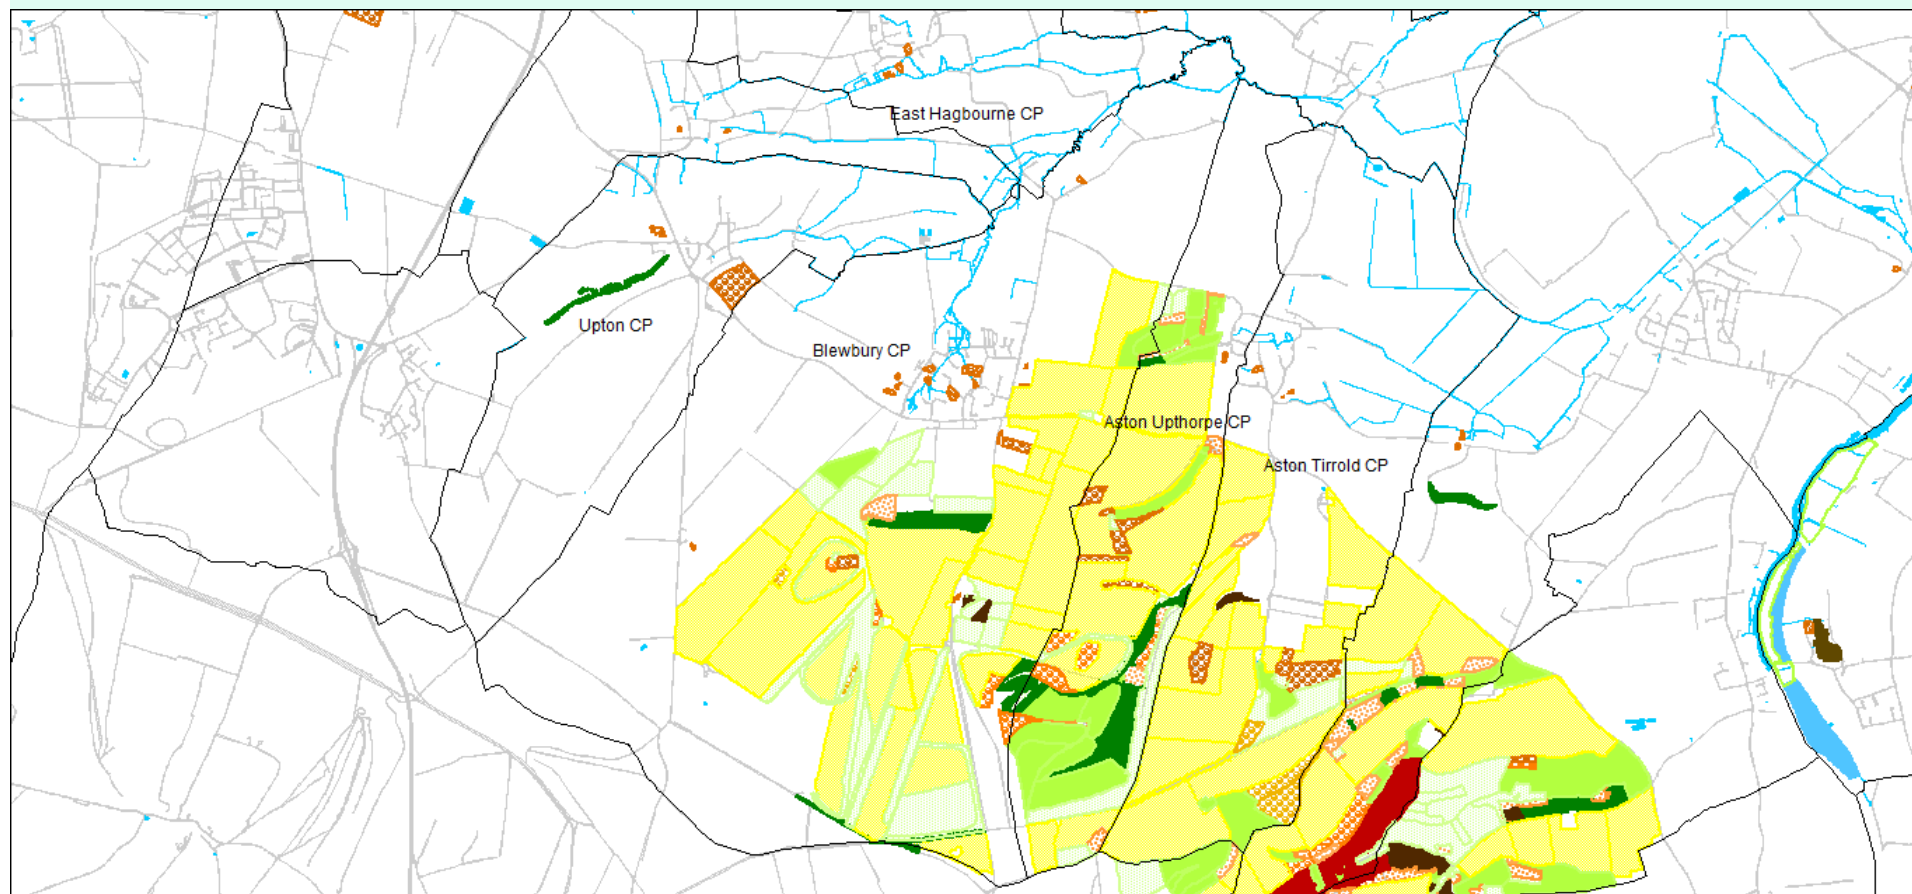 East Hagbourne CP
Upton CP
Blewbury CP
Aston Upthorpe CP
Aston Tirrold CP